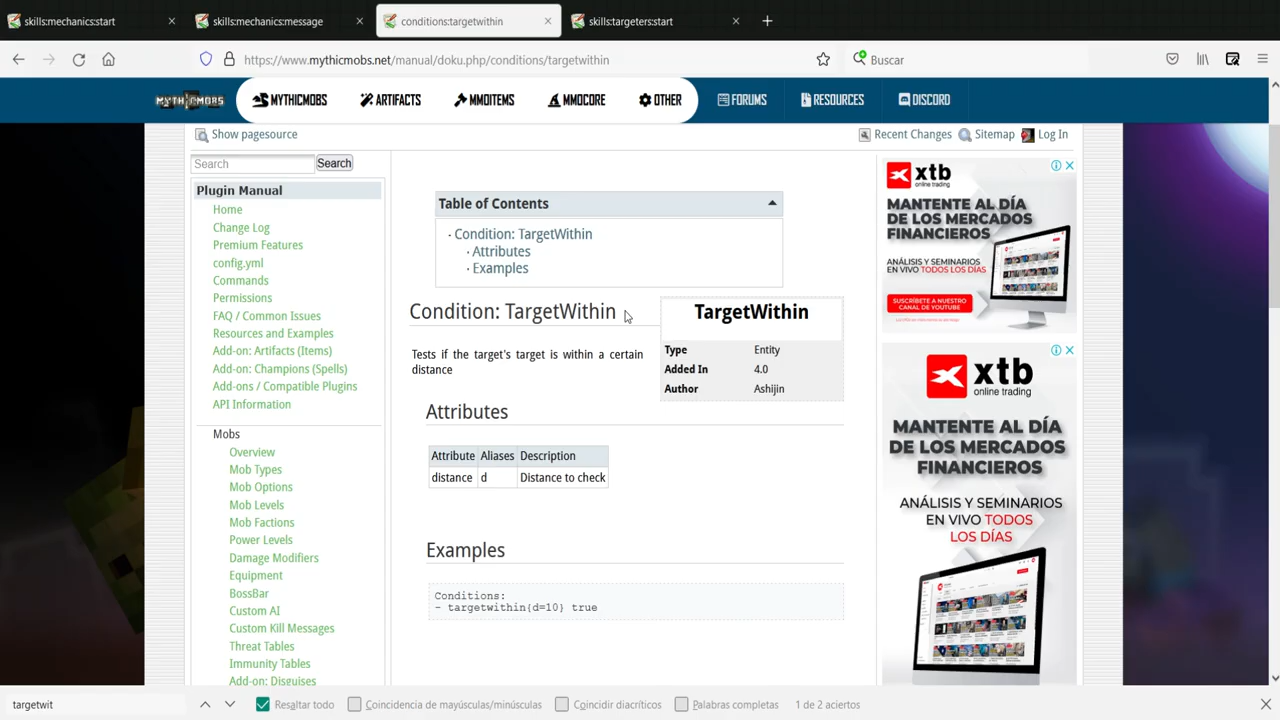 skills:mechanics:start
skills:mechanics:message
conditions:targetwithin
skills:targeters:start
https://www.mythicmobs.net/manual/doku.php/conditions/targetwithin
Buscar
MYTHICMOBS
MYTHICMOBS
ARTIFACTS
MMOITEMS
MMOCORE
OTHER
FORUMS
RESOURCES
DISCORD
Show pagesource
Recent Changes
Sitemap
Log In
Search
Search
Plugin Manual
Home
Change Log
Premium Features
config.yml
Commands
Permissions
FAQ / Common Issues
Resources and Examples
Add-on: Artifacts (Items)
Add-on: Champions (Spells)
Add-ons / Compatible Plugins
API Information
Mobs
Overview
Mob Types
Mob Options
Mob Levels
Mob Factions
Power Levels
Damage Modifiers
Equipment
BossBar
Custom AI
Custom Kill Messages
Threat Tables
Immunity Tables
Add-on: Disguises
Table of Contents
· Condition: TargetWithin
· Attributes
· Examples
Condition: TargetWithin
Tests if the target's target is within a certain
distance
TargetWithin
Type Entity
Added In 4.0
Author Ashijin
Attributes
Attribute Aliases Description
distance d Distance to check
Examples
Conditions:
- targetwithin{d=10} true
xtb
online trading
MANTENTE AL DÍA
DE LOS MERCADOS
FINANCIEROS
ANÁLISIS Y SEMINARIOS
EN VIVO TODOS LOS DÍAS
SUSCRÍBETE A NUESTRO
CANAL DE YOUTUBE
xtb
online trading
MANTENTE AL DÍA
DE LOS MERCADOS
FINANCIEROS
ANÁLISIS Y SEMINARIOS
EN VIVO TODOS
LOS DÍAS
targetwit
Resaltar todo
Coincidencia de mayúsculas/minúsculas
Coincidir diacríticos
Palabras completas
1 de 2 aciertos